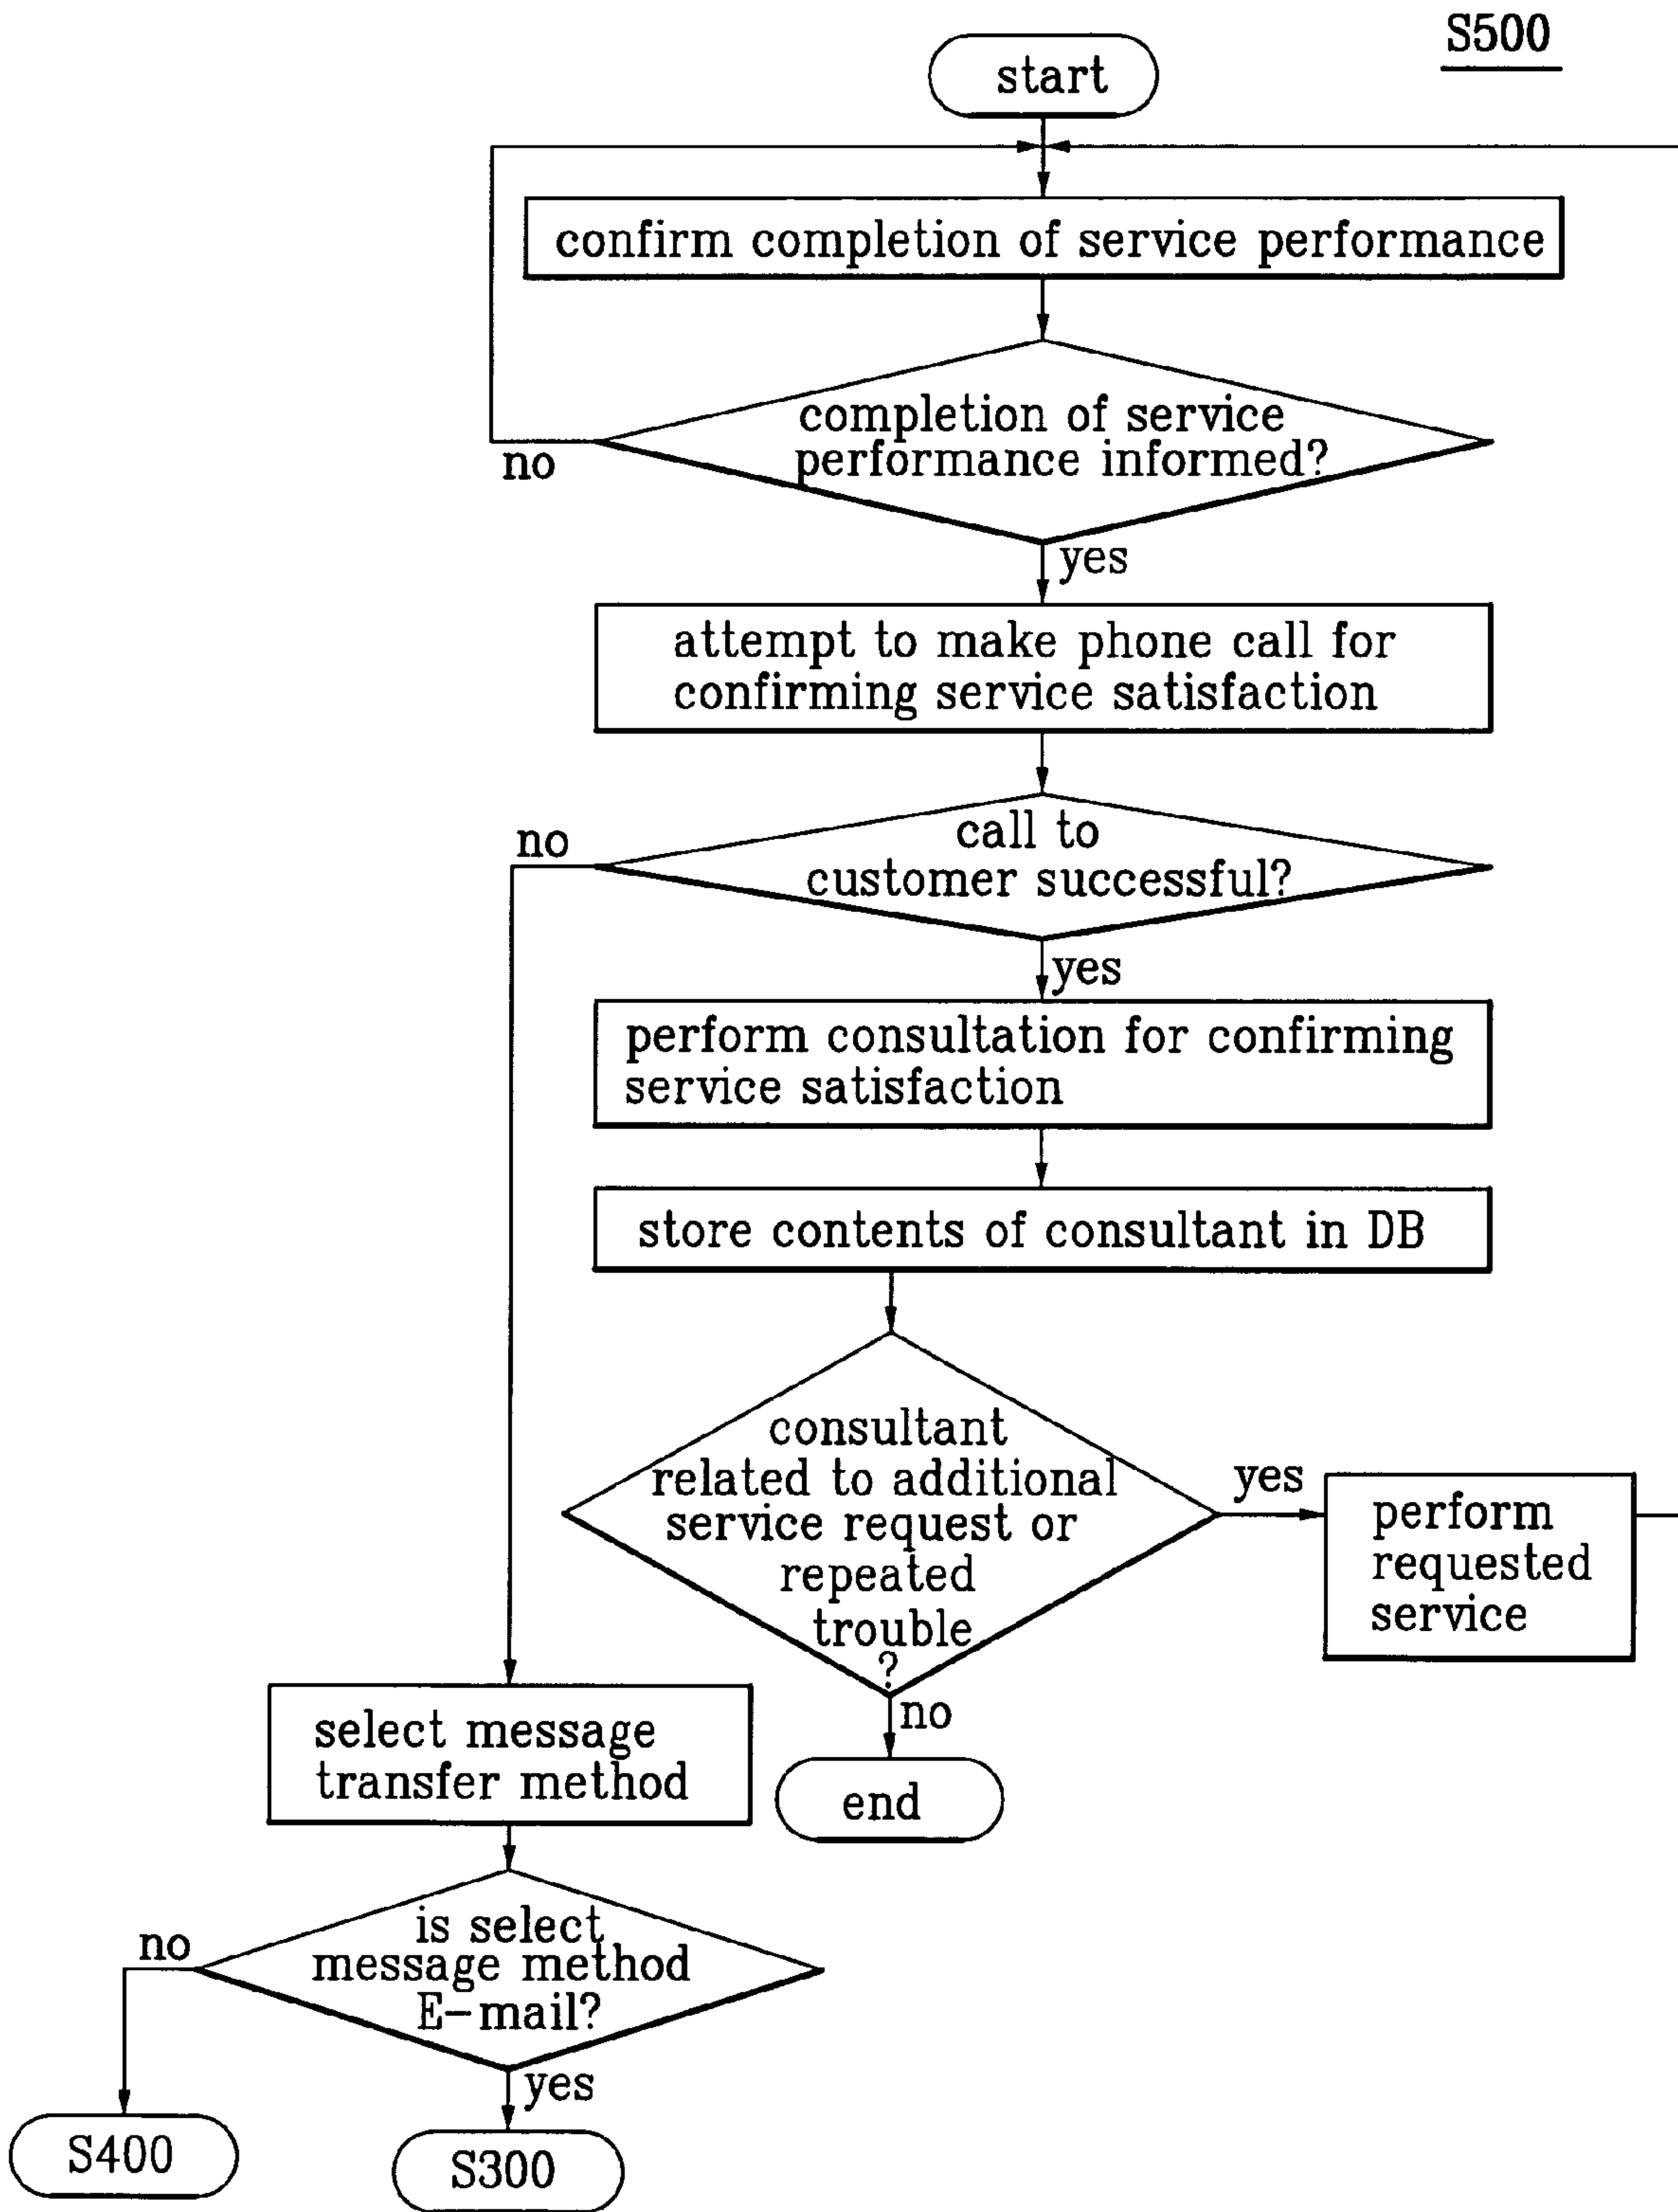 S500
start
confirm completion of service performance
completion of service
performance informed?
no
yes
attempt to make phone call for
confirming service satisfaction
no
call to
customer successful?
yes
perform consultation for confirming
service satisfaction
store contents of consultant in DB
consultant
related to additional
service request or
repeated
trouble
?
yes
perform
requested
service
no
end
select message
transfer method
no
is select
message method
E-mail?
yes
S400
S300